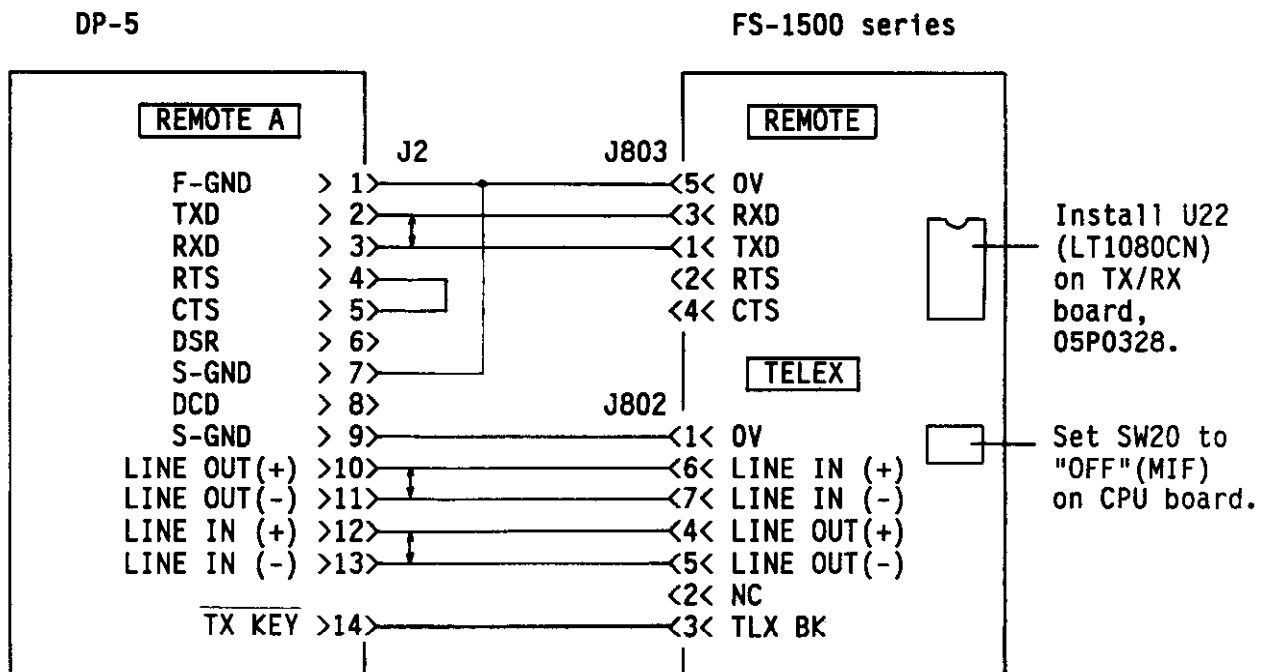 DP-5 FS-1500 series
REMOTE A REMOTE
J2 J803
F-GND > 1> <5< 0V
TXD > 2> <3< RXD
RXD > 3> <1< TXD
RTS > 4> <2< RTS
CTS > 5> <4< CTS
DSR > 6>
S-GND > 7> TELEX
DCD > 8> J802
S-GND > 9> <1< 0V
LINE OUT(+) >10> <6< LINE IN (+)
LINE OUT(-) >11> <7< LINE IN (-)
LINE IN (+) >12> <4< LINE OUT(+)
LINE IN (-) >13> <5< LINE OUT(-)
<2< NC
TX KEY >14> <3< TLX BK
Install U22
(LT1080CN)
on TX/RX
board,
05P0328.
Set SW20 to
"OFF"(MIF)
on CPU board.